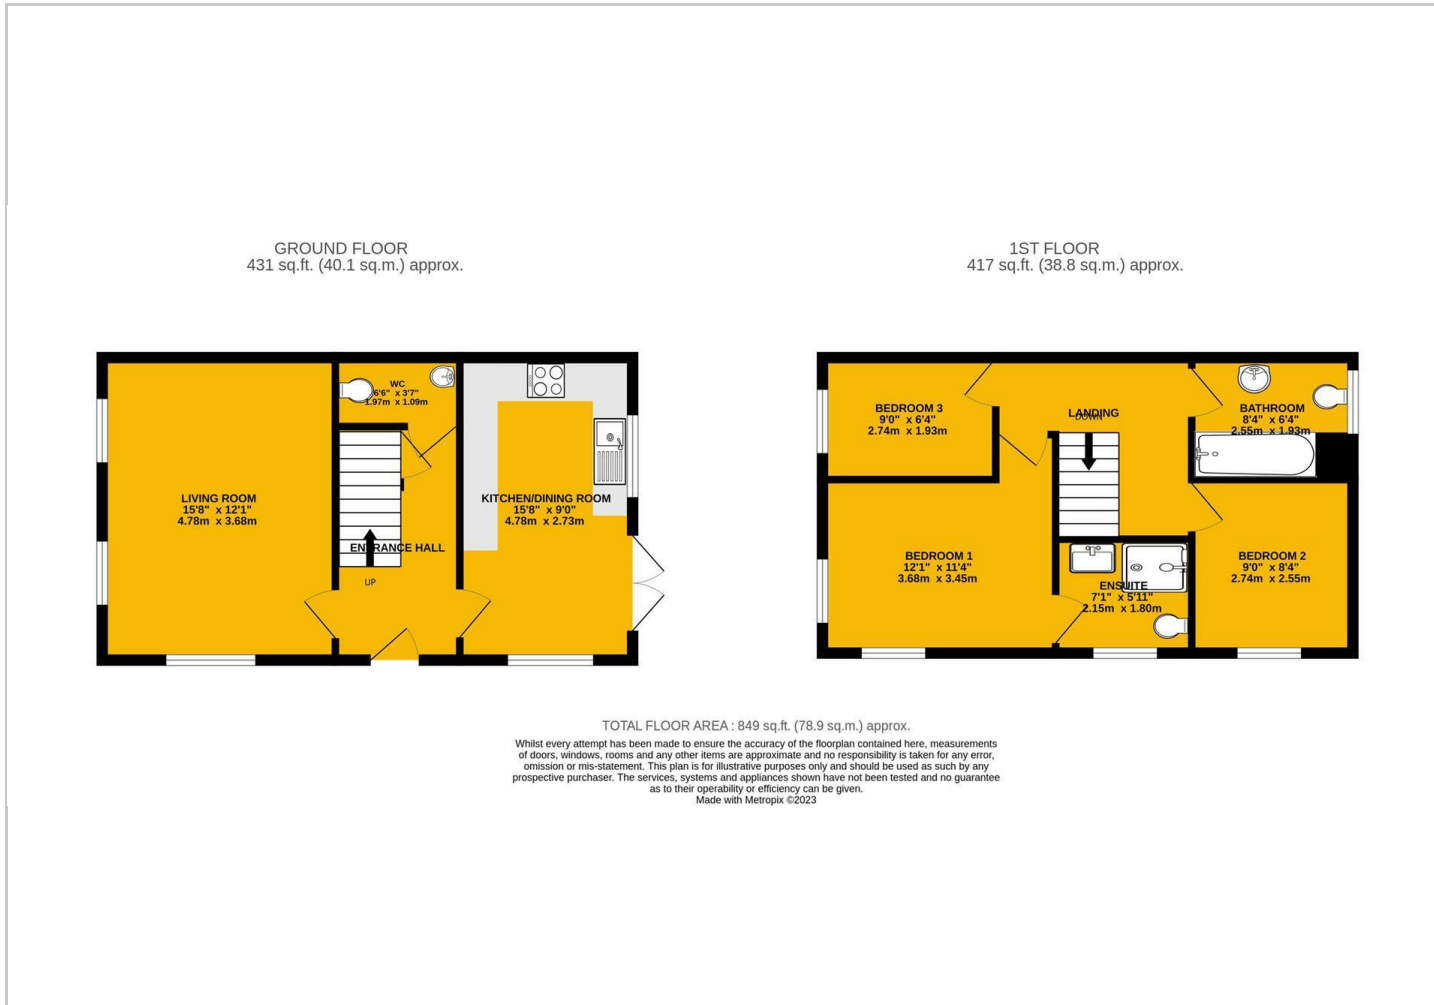 GROUND FLOOR
431 sq.ft. (40.1 sq.m.) approx.
WC
6'6" x 3'7"
1.97m x 1.09m
LIVING ROOM
15'8" x 12'1"
4.78m x 3.68m
KITCHEN/DINING ROOM
15'8" x 9'0"
4.78m x 2.73m
ENTRANCE HALL
UP
1ST FLOOR
417 sq.ft. (38.8 sq.m.) approx.
BEDROOM 3
9'0" x 6'4"
2.74m x 1.93m
LANDING
DOWN
BATHROOM
8'4" x 6'4"
2.55m x 1.93m
BEDROOM 1
12'1" x 11'4"
3.68m x 3.45m
ENSUITE
7'1" x 5'11"
2.15m x 1.80m
BEDROOM 2
9'0" x 8'4"
2.74m x 2.55m
TOTAL FLOOR AREA : 849 sq.ft. (78.9 sq.m.) approx.
Whilst every attempt has been made to ensure the accuracy of the floorplan contained here, measurements
of doors, windows, rooms and any other items are approximate and no responsibility is taken for any error,
omission or mis-statement. This plan is for illustrative purposes only and should be used as such by any
prospective purchaser. The services, systems and appliances shown have not been tested and no guarantee
as to their operability or efficiency can be given.
Made with Metropix ©2023